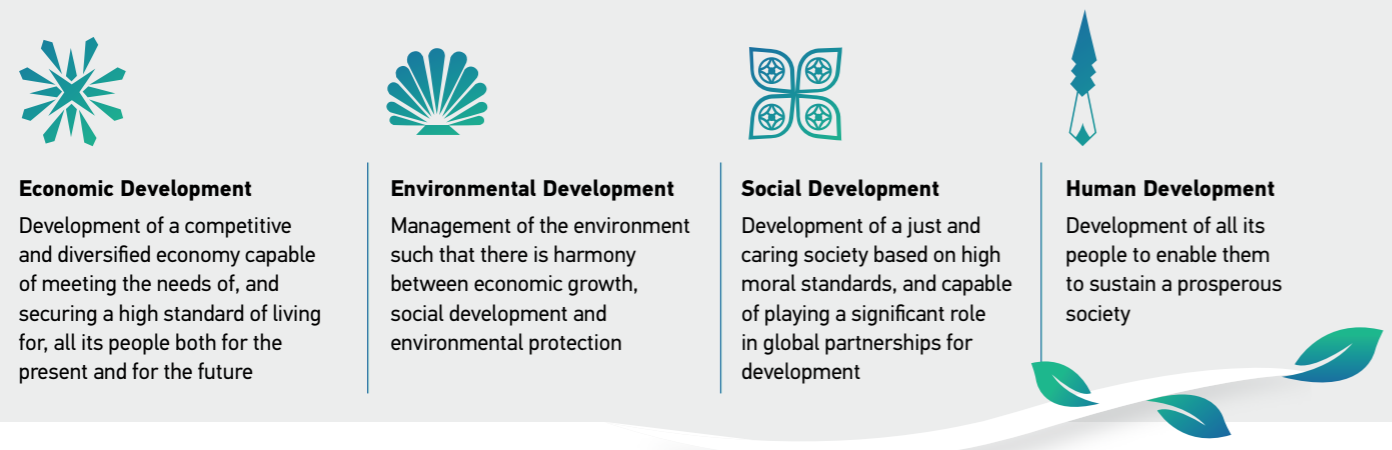 Economic Development
Development of a competitive
and diversified economy capable
of meeting the needs of, and
securing a high standard of living
for, all its people both for the
present and for the future
Environmental Development
Management of the environment
such that there is harmony
between economic growth,
social development and
environmental protection
Social Development
Development of a just and
caring society based on high
moral standards, and capable
of playing a significant role
in global partnerships for
development
Human Development
Development of all its
people to enable them
to sustain a prosperous
society